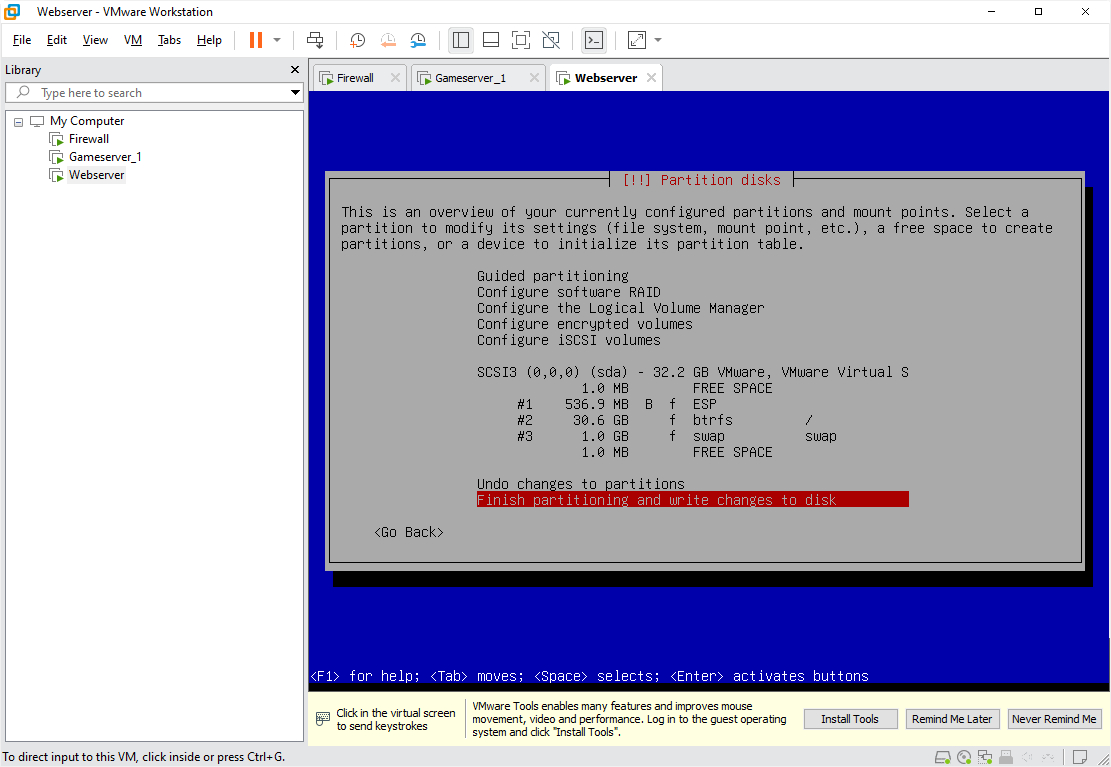 Webserver - VMware Workstation
File Edit View VM Tabs Help
Library
Type here to search
My Computer
Firewall
Gameserver_1
Webserver
Firewall Gameserver_1 Webserver
[!!] Partition disks
This is an overview of your currently configured partitions and mount points. Select a
partition to modify its settings (file system, mount point, etc.), a free space to create
partitions, or a device to initialize its partition table.
Guided partitioning
Configure software RAID
Configure the Logical Volume Manager
Configure encrypted volumes
Configure iSCSI volumes
SCSI3 (0,0,0) (sda) - 32.2 GB VMware, VMware Virtual S
1.0 MB FREE SPACE
#1 536.9 MB B f ESP
#2 30.6 GB f btrfs /
#3 1.0 GB f swap swap
1.0 MB FREE SPACE
Undo changes to partitions
Finish partitioning and write changes to disk
<Go Back>
<F1> for help; <Tab> moves; <Space> selects; <Enter> activates buttons
Click in the virtual screen
to send keystrokes
VMware Tools enables many features and improves mouse
movement, video and performance. Log in to the guest operating
system and click "Install Tools".
Install Tools Remind Me Later Never Remind Me
To direct input to this VM, click inside or press Ctrl+G.